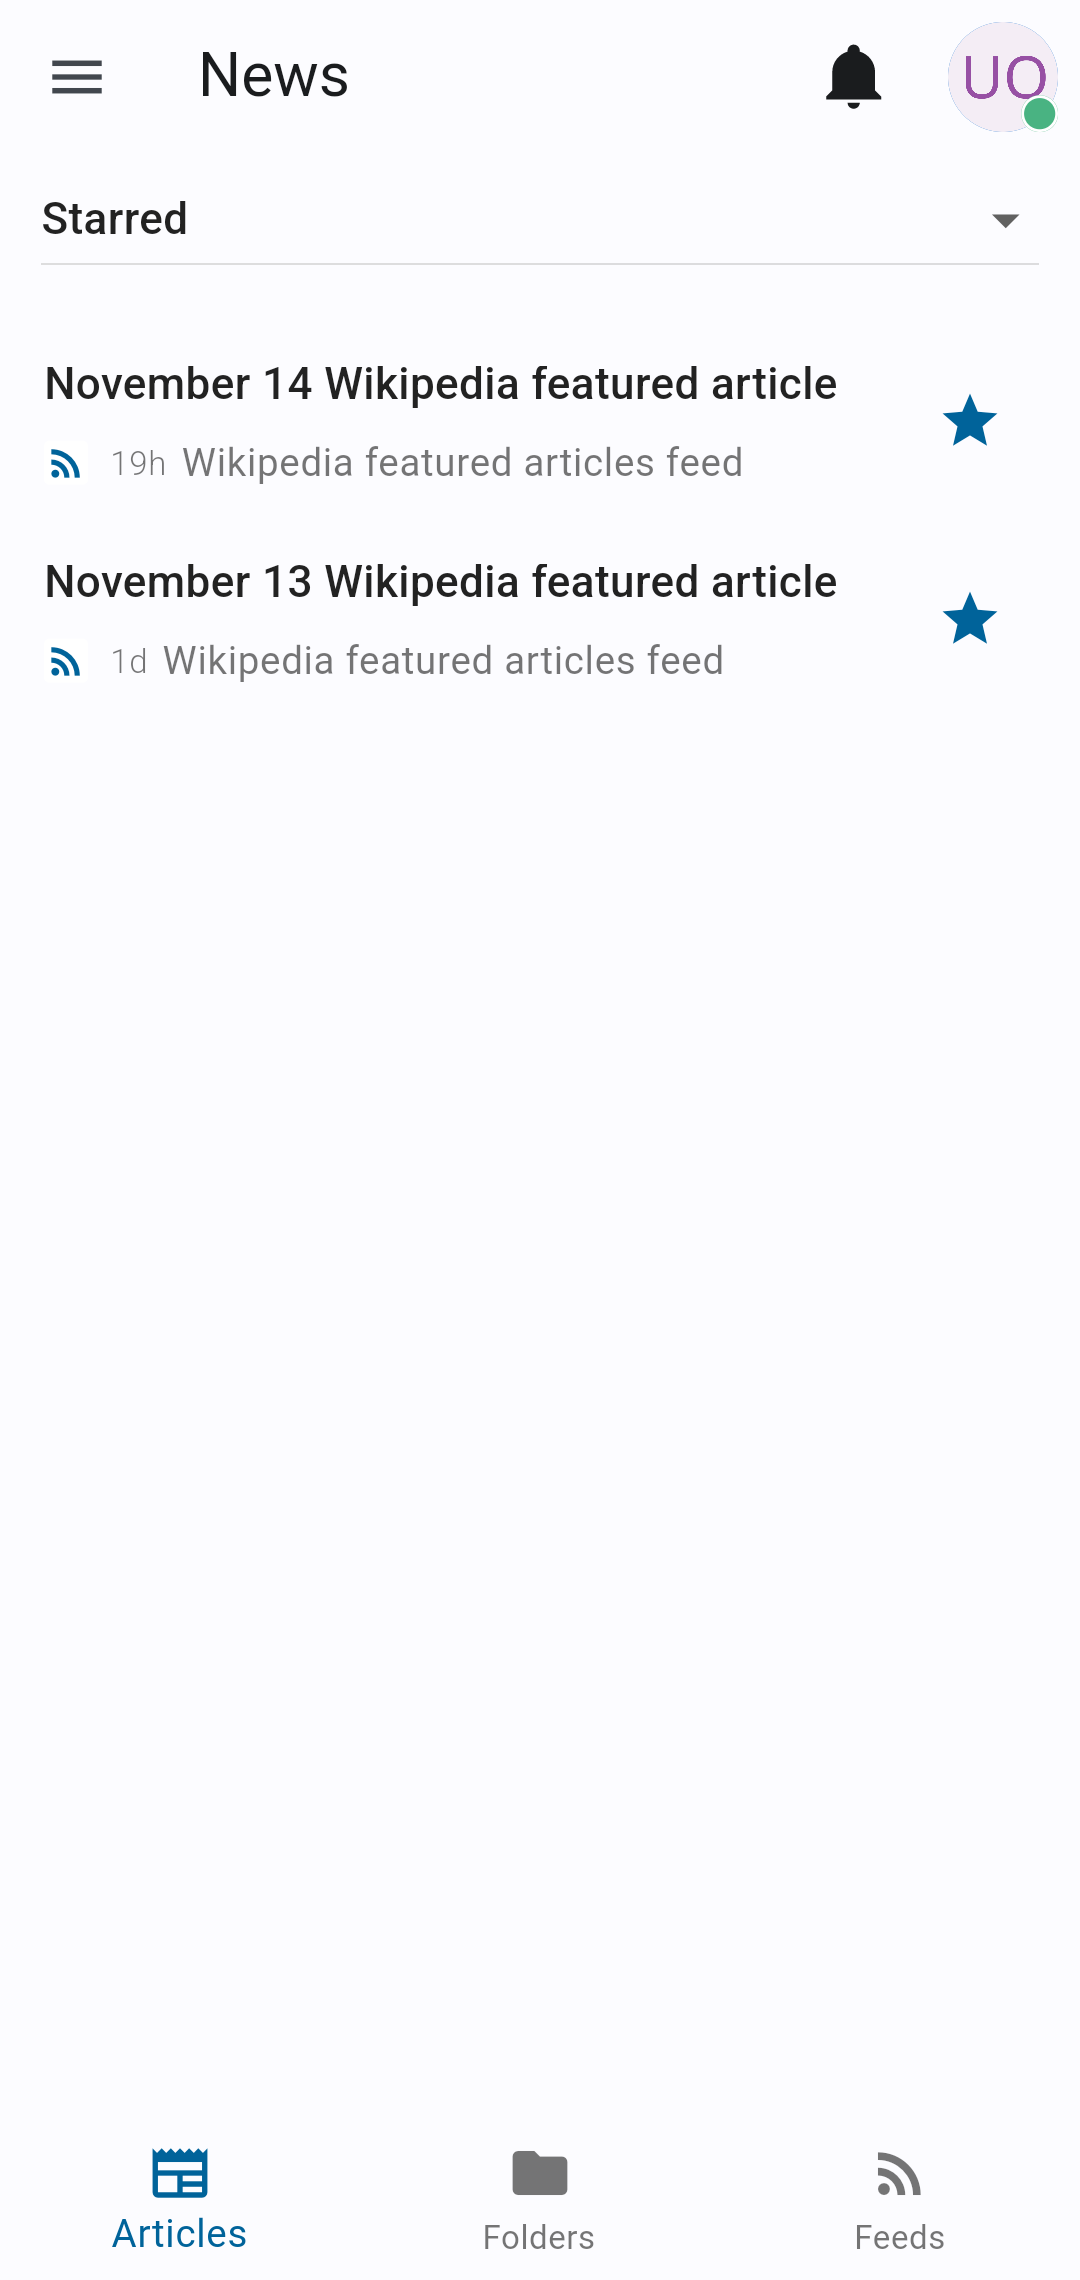 News
UO
Starred
November 14 Wikipedia featured article
19h Wikipedia featured articles feed
November 13 Wikipedia featured article
1d Wikipedia featured articles feed
Articles Folders Feeds